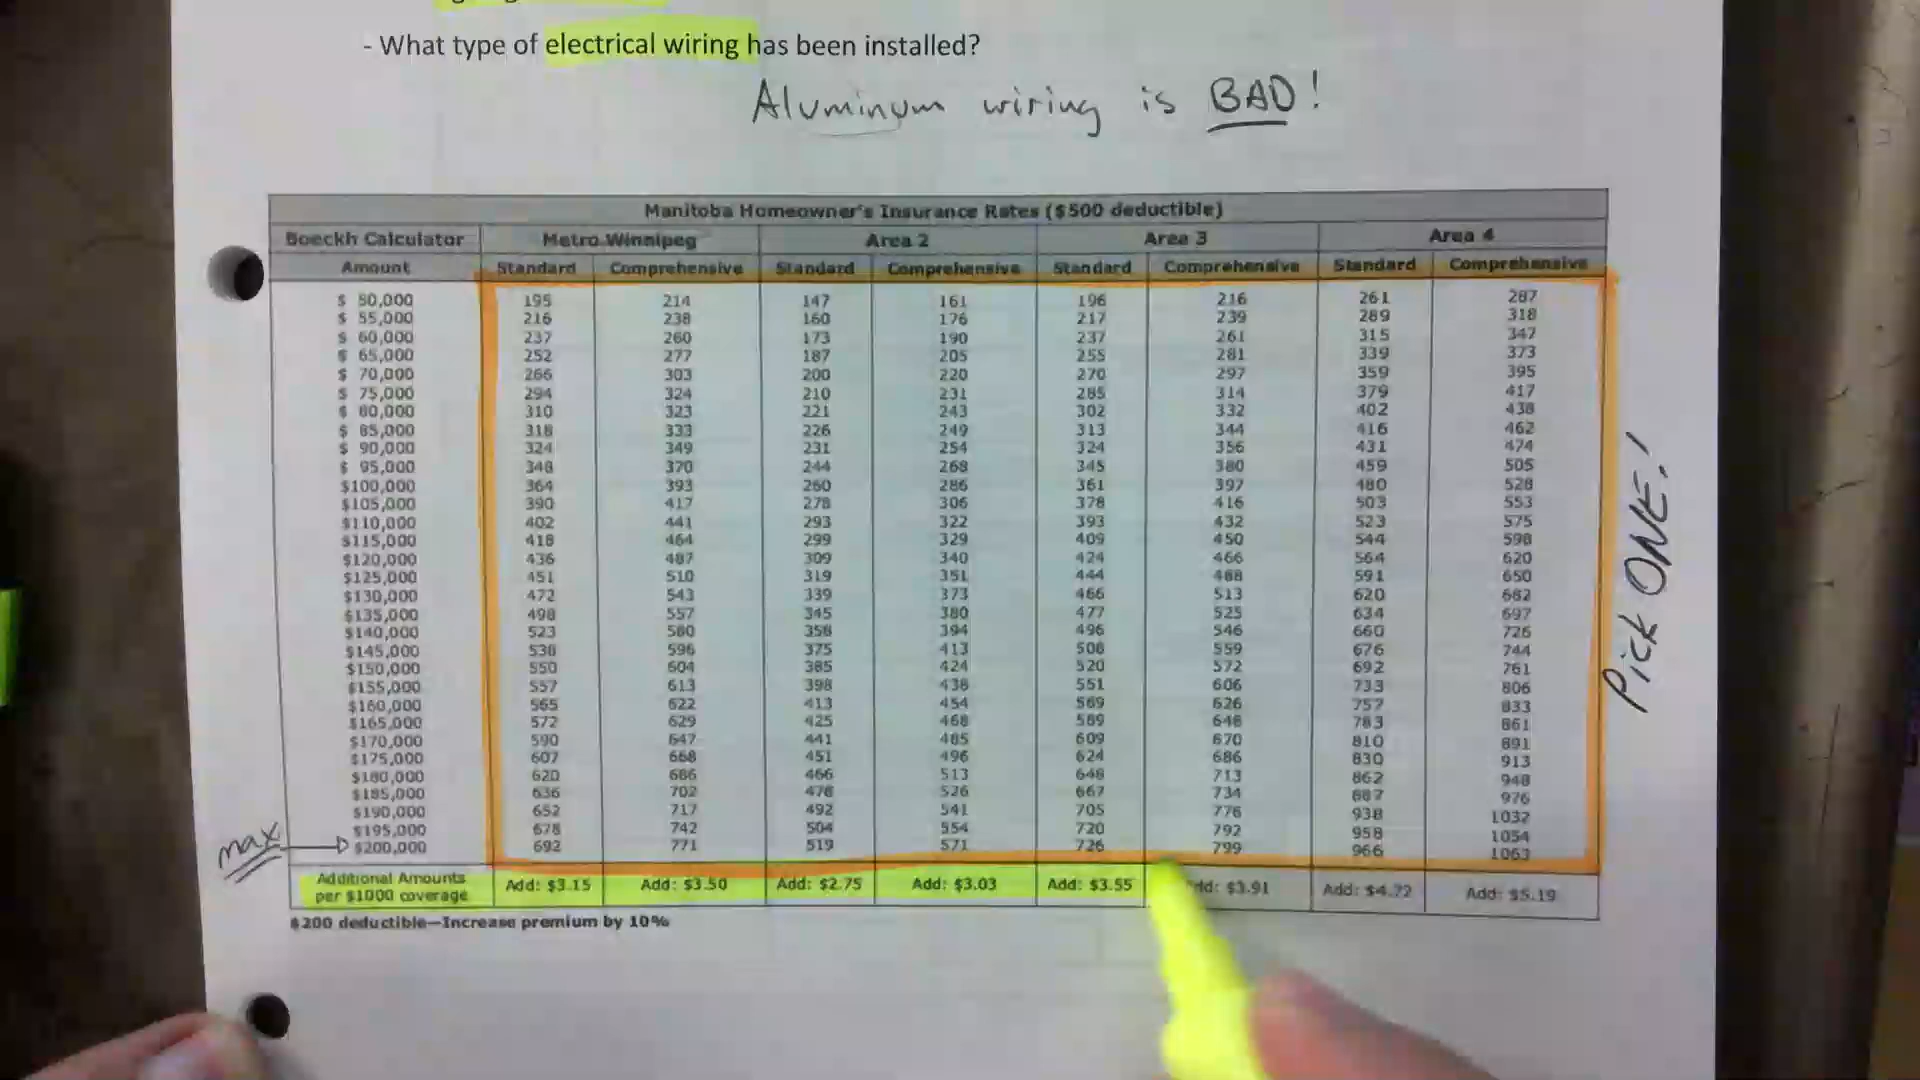 - What type of electrical wiring has been installed?
Aluminum wiring is BAD!
Manitoba Homeowner's Insurance Rates ($500 deductible)
Boeckh Calculator Metro Winnipeg Area 2 Area 3 Area 4
Amount Standard Comprehensive Standard Comprehensive Standard Comprehensive Standard Comprehensive
$ 50,000 195 214 147 161 196 216 261 287
$ 55,000 216 238 160 176 217 239 289 318
$ 60,000 237 260 173 190 237 261 315 347
$ 65,000 252 277 187 205 255 281 339 373
$ 70,000 266 303 200 220 270 297 359 395
$ 75,000 294 324 210 231 285 314 379 417
$ 80,000 310 323 221 243 302 332 402 438
$ 85,000 318 333 226 249 313 344 416 462
$ 90,000 324 349 231 254 324 356 431 474
$ 95,000 348 370 244 268 345 380 459 505
$100,000 364 393 260 286 361 397 480 528
$105,000 390 417 278 306 378 416 503 553
$110,000 402 441 293 322 393 432 523 575
$115,000 418 464 299 329 409 450 544 598
$120,000 436 487 309 340 424 466 564 620
$125,000 451 510 319 351 444 488 591 650
$130,000 472 543 339 373 466 513 620 682
$135,000 498 557 345 380 477 525 634 697
$140,000 523 580 358 394 496 546 660 726
$145,000 538 596 375 413 508 559 676 744
$150,000 550 604 385 424 520 572 692 761
$155,000 557 613 398 438 551 606 733 806
$160,000 565 622 413 454 569 626 757 833
$165,000 572 629 425 468 589 648 783 861
$170,000 590 647 441 485 609 670 810 891
$175,000 607 668 451 496 624 686 830 913
$180,000 620 686 466 513 648 713 862 948
$185,000 636 702 478 526 667 734 887 976
$190,000 652 717 492 541 705 776 938 1032
$195,000 678 742 504 554 720 792 958 1054
max $200,000 692 771 519 571 726 799 966 1063
Additional Amounts
per $1000 coverage Add: $3.15 Add: $3.50 Add: $2.75 Add: $3.03 Add: $3.55 Add: $3.91 Add: $4.72 Add: $5.19
$200 deductible—Increase premium by 10%
Pick ONE!